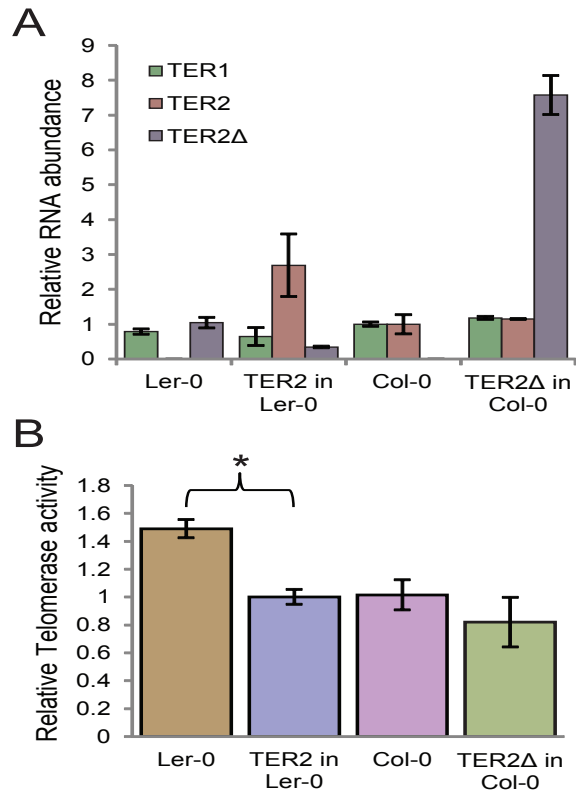 A
Relative RNA abundance
9
8
7
6
5
4
3
2
1
0
TER1
TER2
TER2Δ
Ler-0
TER2 in
Ler-0
Col-0
TER2Δ in
Col-0
B
Relative Telomerase activity
1.8
1.6
1.4
1.2
1
0.8
0.6
0.4
0.2
0
*
Ler-0
TER2 in
Ler-0
Col-0
TER2Δ in
Col-0